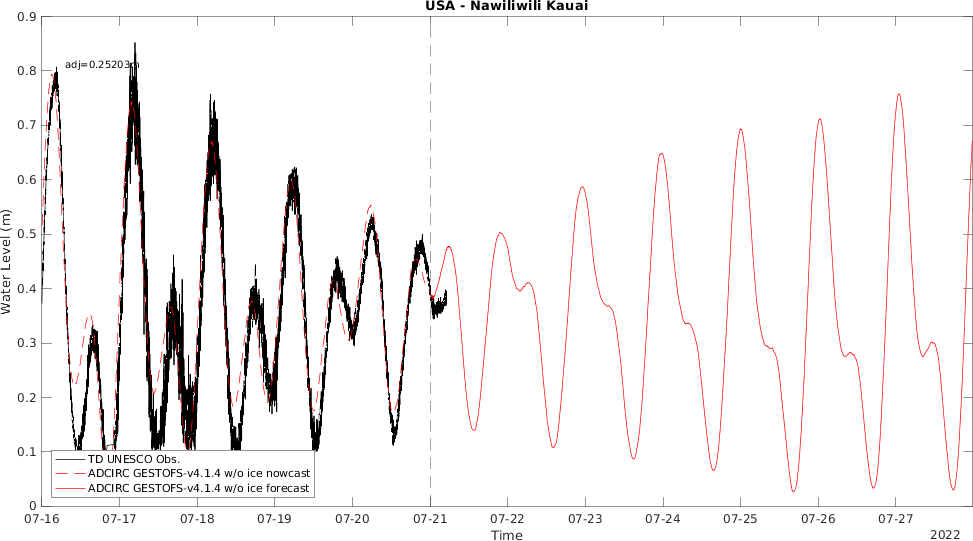 USA - Nawiliwili Kauai
0.9
0.8
0.7
0.6
0.5
0.4
0.3
0.2
0.1
0
Water Level (m)
adj=0.25203
TD UNESCO Obs.
ADCIRC GESTOFS-v4.1.4 w/o ice nowcast
ADCIRC GESTOFS-v4.1.4 w/o ice forecast
07-16 07-17 07-18 07-19 07-20 07-21 07-22 07-23 07-24 07-25 07-26 07-27
Time
2022